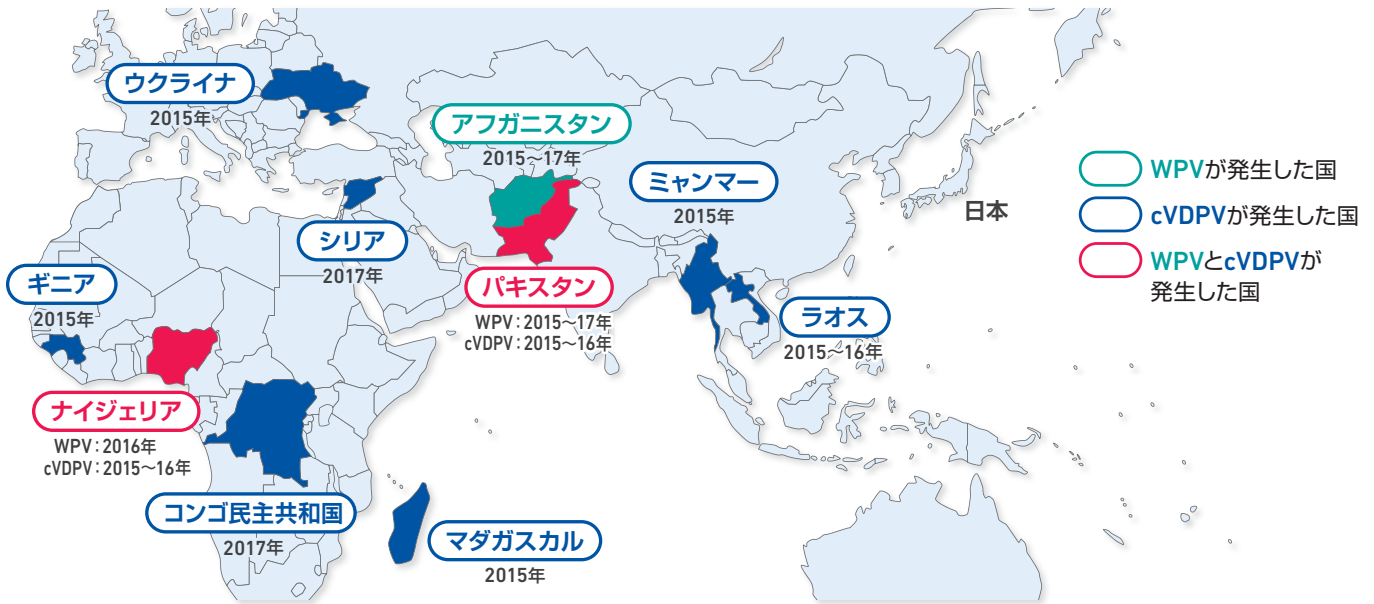 ウクライナ
2015年
アフガニスタン
2015～17年
ミャンマー
2015年
日本
WPVが発生した国
cVDPVが発生した国
WPVとcVDPVが
発生した国
シリア
2017年
ギニア
2015年
パキスタン
WPV：2015～17年
cVDPV：2015～16年
ラオス
2015～16年
ナイジェリア
WPV：2016年
cVDPV：2015～16年
コンゴ民主共和国
2017年
マダガスカル
2015年